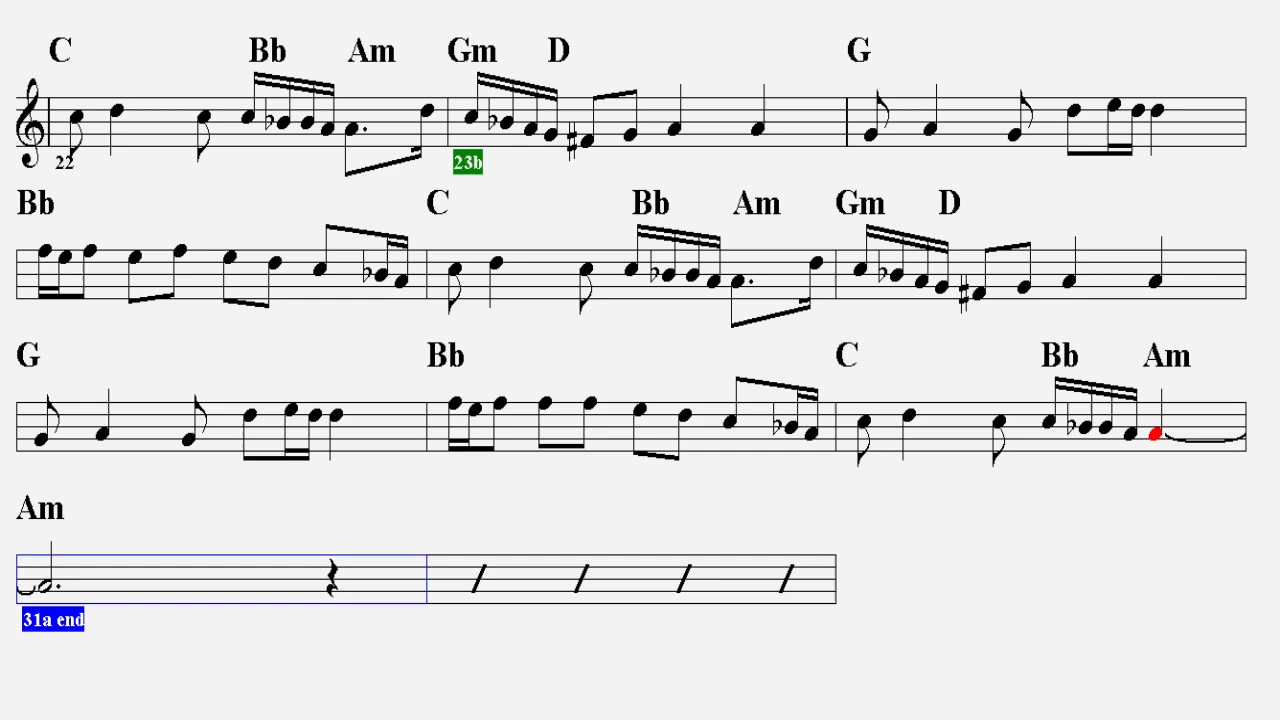 C Bb Am Gm D G
22 23b
Bb C Bb Am Gm D
G Bb C Bb Am
Am
31a end